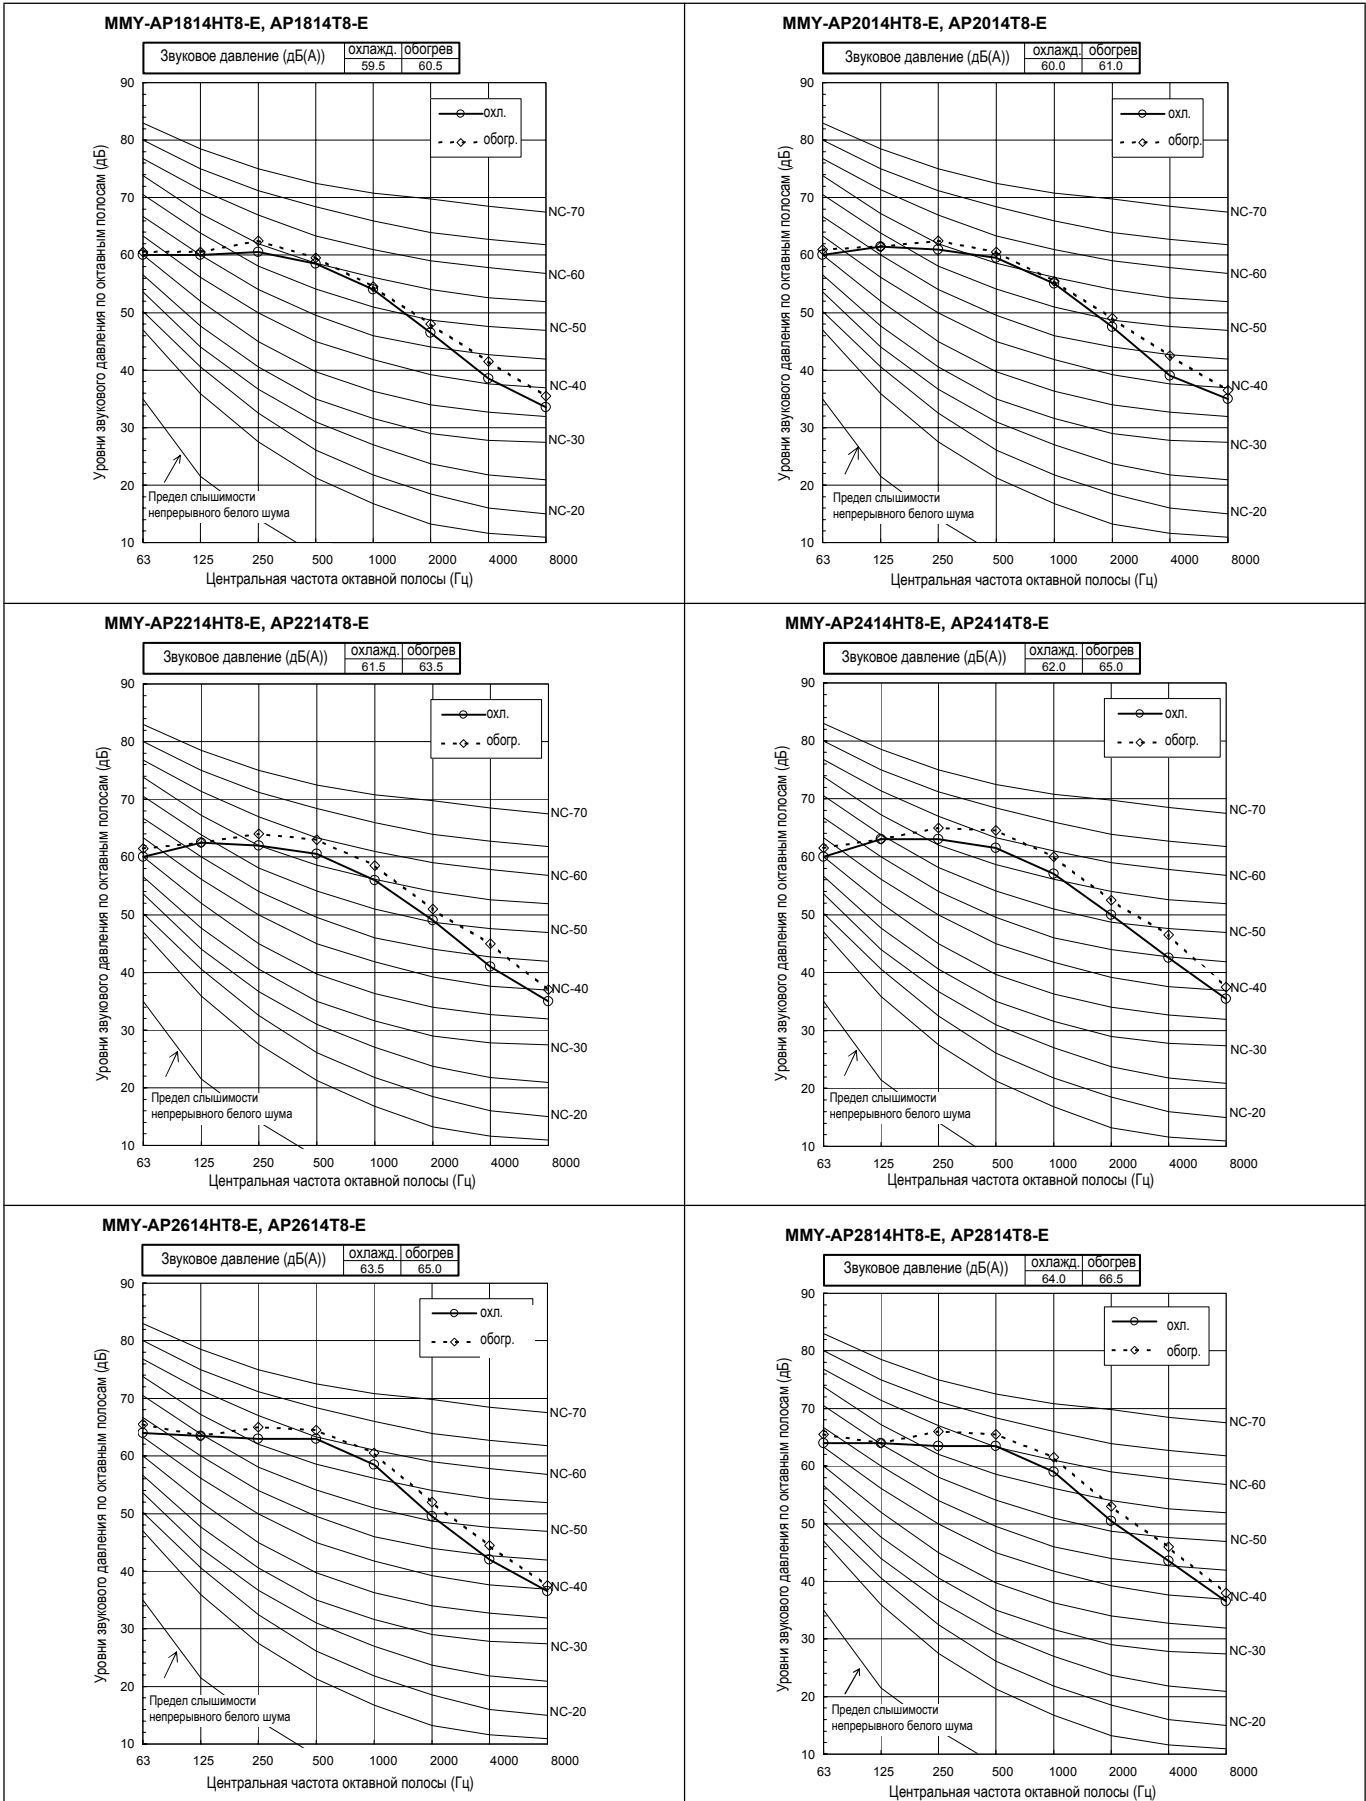 MMY-AP1814HT8-E, AP1814T8-E
Звуковое давление (дБ(А)) охлажд. обогрев
59.5 60.5
Уровни звукового давления по октавным полосам (дБ)
90
80
70
60
50
40
30
20
10
охл.
обогр.
NC-70
NC-60
NC-50
NC-40
NC-30
NC-20
Предел слышимости
непрерывного белого шума
63 125 250 500 1000 2000 4000 8000
Центральная частота октавной полосы (Гц)
MMY-AP2014HT8-E, AP2014T8-E
Звуковое давление (дБ(А)) охлажд. обогрев
60.0 61.0
Уровни звукового давления по октавным полосам (дБ)
90
80
70
60
50
40
30
20
10
охл.
обогр.
NC-70
NC-60
NC-50
NC-40
NC-30
NC-20
Предел слышимости
непрерывного белого шума
63 125 250 500 1000 2000 4000 8000
Центральная частота октавной полосы (Гц)
MMY-AP2214HT8-E, AP2214T8-E
Звуковое давление (дБ(А)) охлажд. обогрев
61.5 63.5
Уровни звукового давления по октавным полосам (дБ)
90
80
70
60
50
40
30
20
10
охл.
обогр.
NC-70
NC-60
NC-50
NC-40
NC-30
NC-20
Предел слышимости
непрерывного белого шума
63 125 250 500 1000 2000 4000 8000
Центральная частота октавной полосы (Гц)
MMY-AP2414HT8-E, AP2414T8-E
Звуковое давление (дБ(А)) охлажд. обогрев
62.0 65.0
Уровни звукового давления по октавным полосам (дБ)
90
80
70
60
50
40
30
20
10
охл.
обогр.
NC-70
NC-60
NC-50
NC-40
NC-30
NC-20
Предел слышимости
непрерывного белого шума
63 125 250 500 1000 2000 4000 8000
Центральная частота октавной полосы (Гц)
MMY-AP2614HT8-E, AP2614T8-E
Звуковое давление (дБ(А)) охлажд. обогрев
63.5 65.0
Уровни звукового давления по октавным полосам (дБ)
90
80
70
60
50
40
30
20
10
охл.
обогр.
NC-70
NC-60
NC-50
NC-40
NC-30
NC-20
Предел слышимости
непрерывного белого шума
63 125 250 500 1000 2000 4000 8000
Центральная частота октавной полосы (Гц)
MMY-AP2814HT8-E, AP2814T8-E
Звуковое давление (дБ(А)) охлажд. обогрев
64.0 66.5
Уровни звукового давления по октавным полосам (дБ)
90
80
70
60
50
40
30
20
10
охл.
обогр.
NC-70
NC-60
NC-50
NC-40
NC-30
NC-20
Предел слышимости
непрерывного белого шума
63 125 250 500 1000 2000 4000 8000
Центральная частота октавной полосы (Гц)